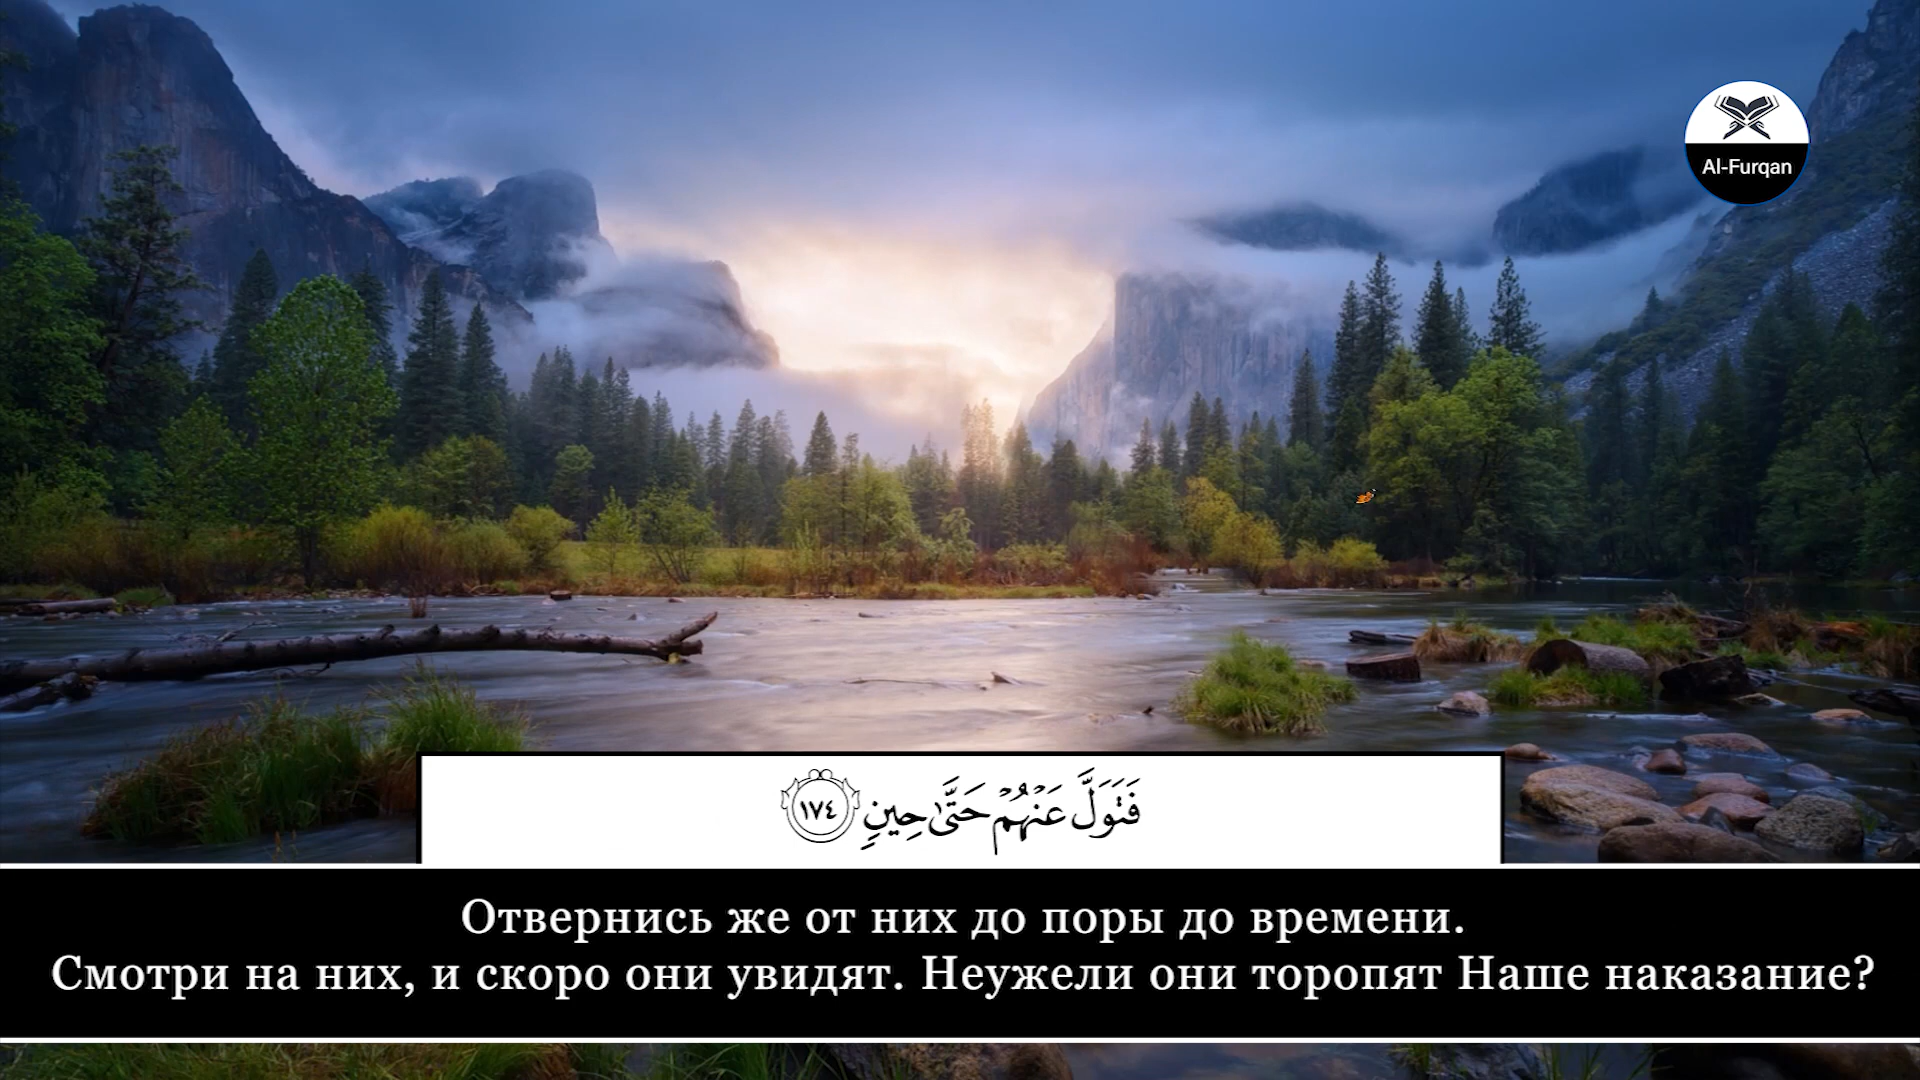 Al-Furqan
فَتَوَلَّ عَنْهُمْ حَتَّىٰ حِينٍ ١٧٤
Отвернись же от них до поры до времени.
Смотри на них, и скоро они увидят. Неужели они торопят Наше наказание?